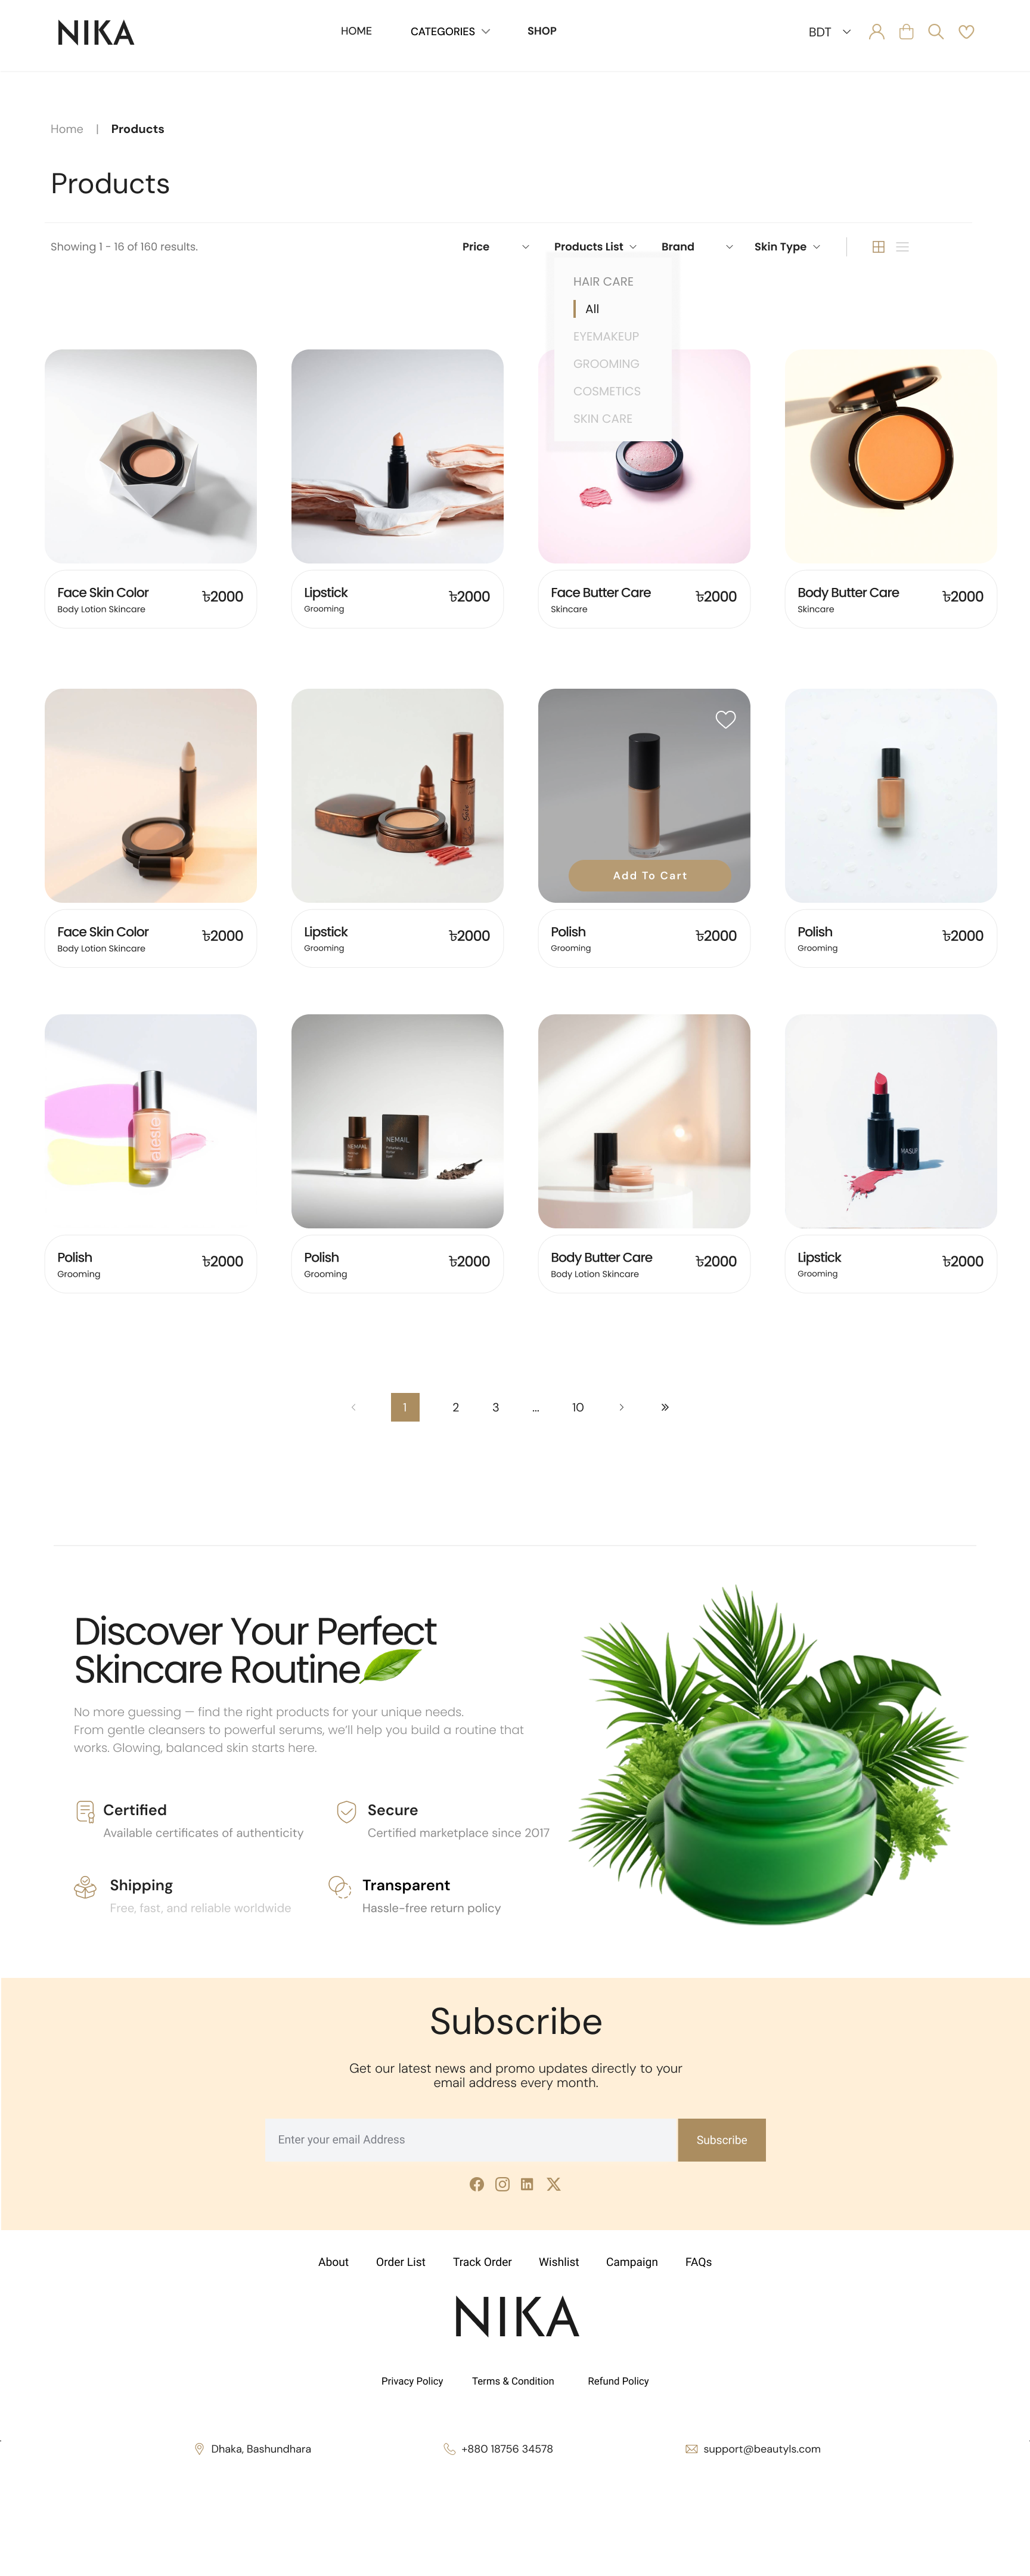 NIKA
HOME
CATEGORIES
SHOP
BDT
Home | Products
Products
Showing 1 - 16 of 160 results.
Price
Products List
Brand
Skin Type
HAIR CARE
All
EYEMAKEUP
GROOMING
COSMETICS
SKIN CARE
Face Skin Color
৳2000
Body Lotion Skincare
Lipstick
৳2000
Grooming
Face Butter Care
৳2000
Skincare
Body Butter Care
৳2000
Skincare
Add To Cart
Face Skin Color
৳2000
Body Lotion Skincare
Lipstick
৳2000
Grooming
Polish
৳2000
Grooming
Polish
৳2000
Grooming
NEMAIL
MASUP
Polish
৳2000
Grooming
Polish
৳2000
Grooming
Body Butter Care
৳2000
Body Lotion Skincare
Lipstick
৳2000
Grooming
‹ 1 2 3 ... 10 › »
Discover Your Perfect
Skincare Routine
No more guessing — find the right products for your unique needs.
From gentle cleansers to powerful serums, we'll help you build a routine that
works. Glowing, balanced skin starts here.
Certified
Available certificates of authenticity
Secure
Certified marketplace since 2017
Shipping
Free, fast, and reliable worldwide
Transparent
Hassle-free return policy
Subscribe
Get our latest news and promo updates directly to your
email address every month.
Enter your email Address
Subscribe
About
Order List
Track Order
Wishlist
Campaign
FAQs
NIKA
Privacy Policy
Terms & Condition
Refund Policy
Dhaka, Bashundhara
+880 18756 34578
support@beautyls.com